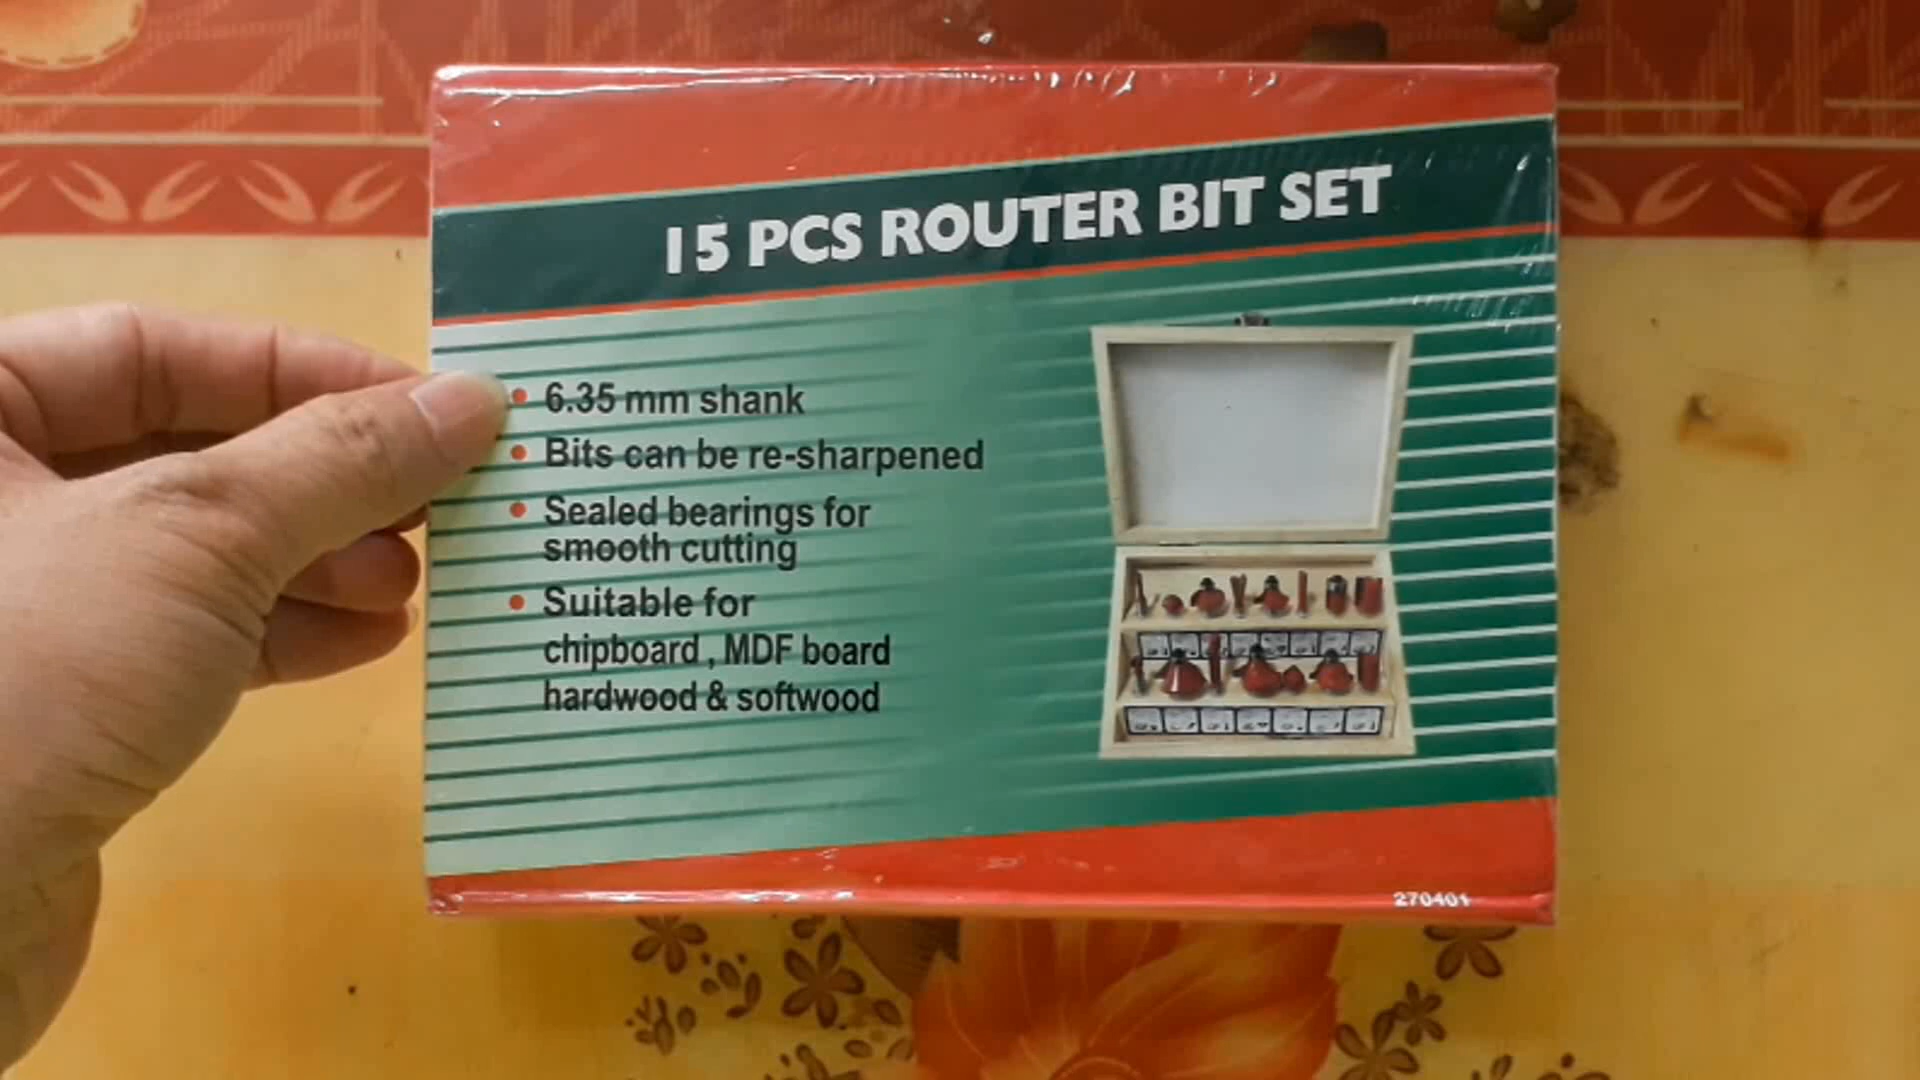 15 PCS ROUTER BIT SET
• 6.35 mm shank
• Bits can be re-sharpened
• Sealed bearings for
smooth cutting
• Suitable for
chipboard , MDF board
hardwood & softwood
270401